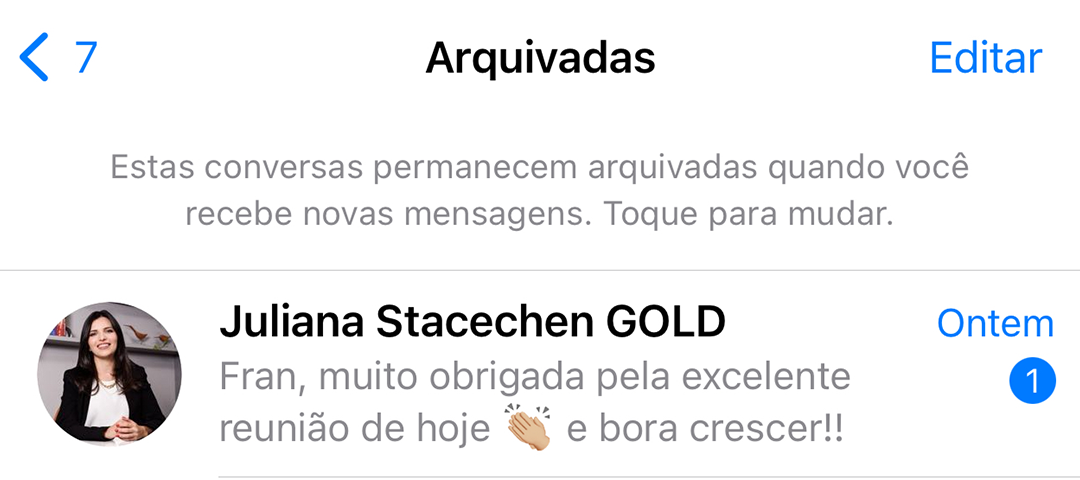 7 Arquivadas Editar
Estas conversas permanecem arquivadas quando você
recebe novas mensagens. Toque para mudar.
Juliana Stacechen GOLD Ontem
Fran, muito obrigada pela excelente 1
reunião de hoje 👏🏼 e bora crescer!!